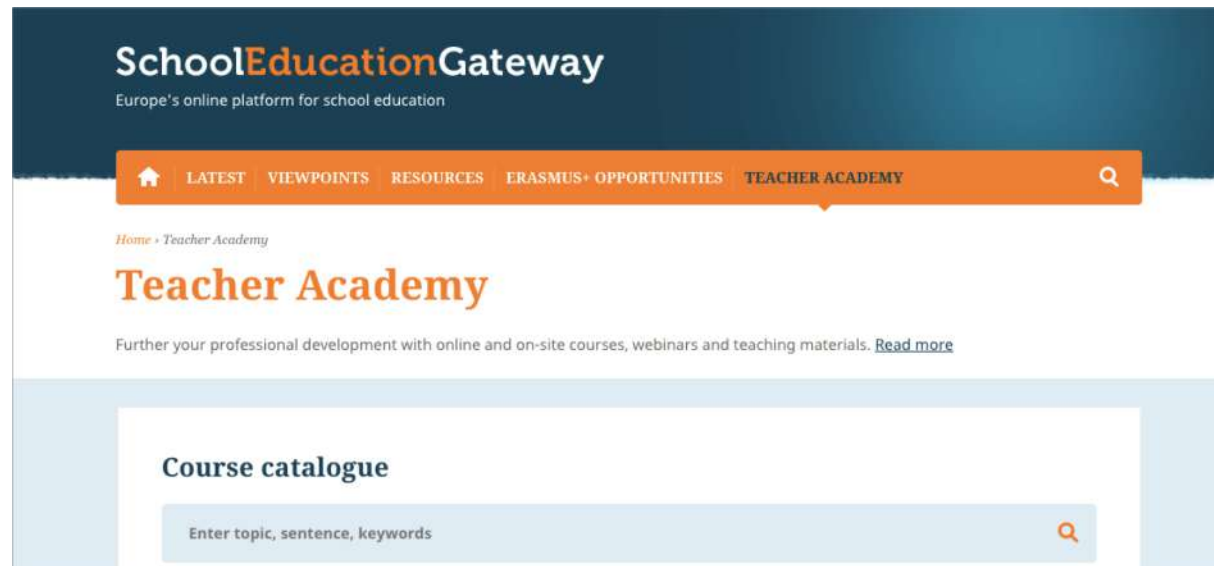 SchoolEducationGateway
Europe's online platform for school education
LATEST VIEWPOINTS RESOURCES ERASMUS+ OPPORTUNITIES TEACHER ACADEMY
Home › Teacher Academy
Teacher Academy
Further your professional development with online and on-site courses, webinars and teaching materials. Read more
Course catalogue
Enter topic, sentence, keywords